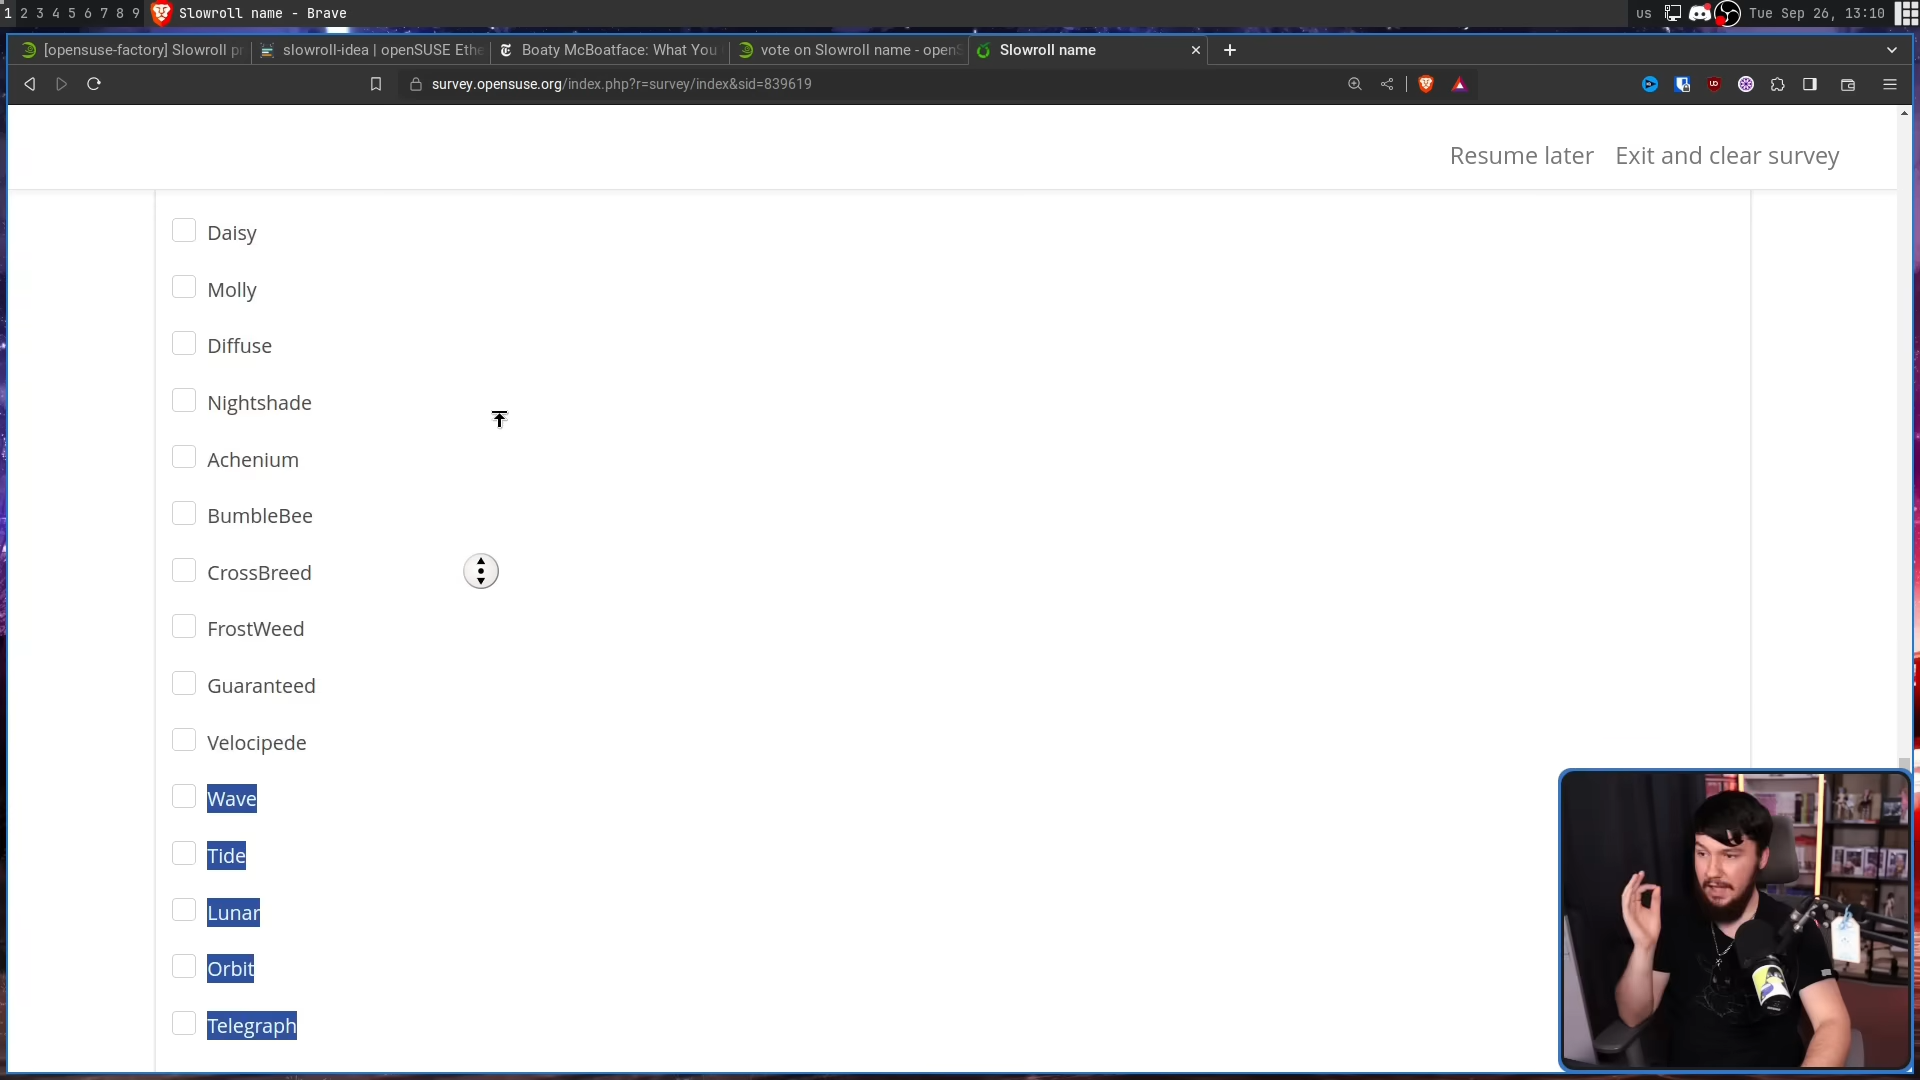 1 2 3 4 5 6 7 8 9 Slowroll name - Brave us Tue Sep 26, 13:10
[opensuse-factory] Slowroll pr slowroll-idea | openSUSE Ethe Boaty McBoatface: What You vote on Slowroll name - openS Slowroll name
survey.opensuse.org/index.php?r=survey/index&sid=839619
Resume later Exit and clear survey
Daisy
Molly
Diffuse
Nightshade
Achenium
BumbleBee
CrossBreed
FrostWeed
Guaranteed
Velocipede
Wave
Tide
Lunar
Orbit
Telegraph